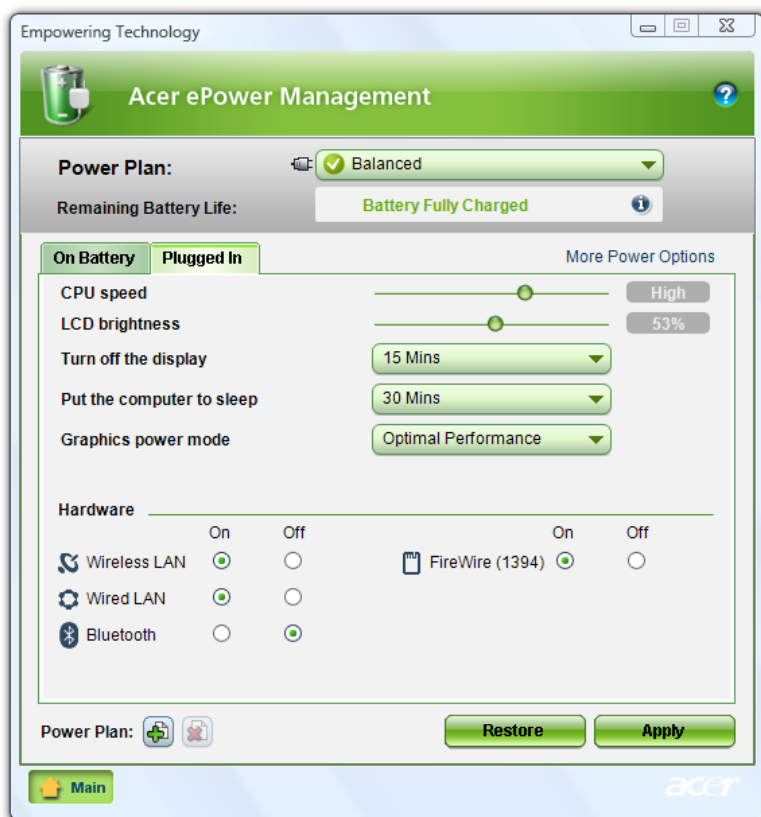 Empowering Technology
Acer ePower Management
Power Plan: Balanced
Remaining Battery Life: Battery Fully Charged
On Battery Plugged In More Power Options
CPU speed High
LCD brightness 53%
Turn off the display 15 Mins
Put the computer to sleep 30 Mins
Graphics power mode Optimal Performance
Hardware
On Off On Off
Wireless LAN FireWire (1394)
Wired LAN
Bluetooth
Power Plan: Restore Apply
Main acer